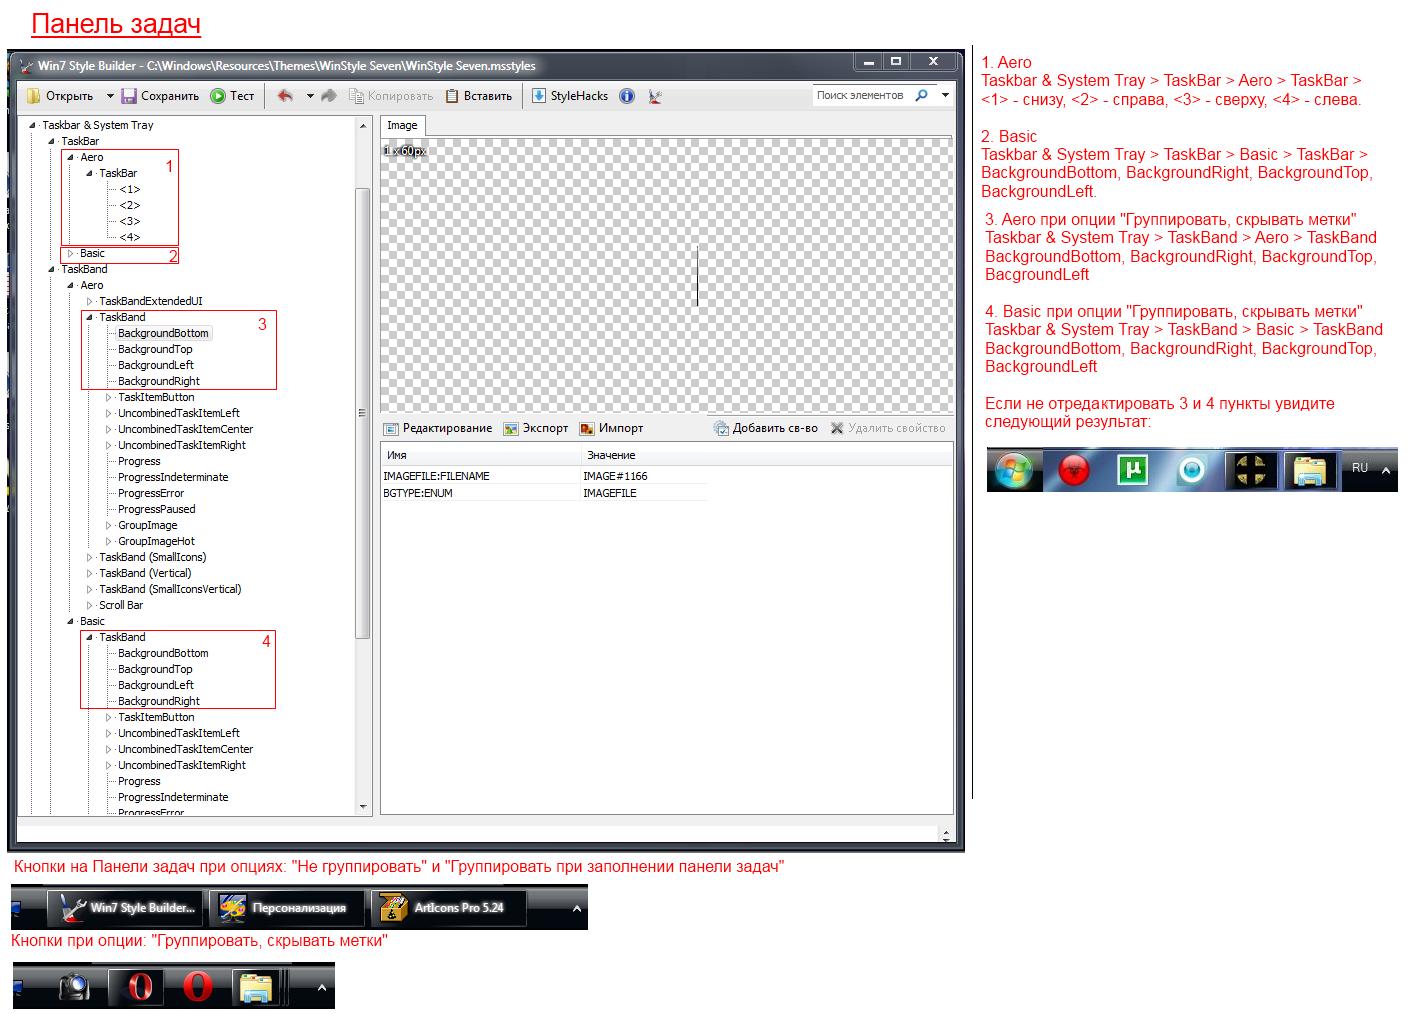 Панель задач
Win7 Style Builder - C:\Windows\Resources\Themes\WinStyle Seven\WinStyle Seven.msstyles
Открыть Сохранить Тест Копировать Вставить StyleHacks Поиск элементов
Taskbar & System Tray
TaskBar
Aero 1
TaskBar
<1>
<2>
<3>
<4>
Basic 2
TaskBand
Aero
TaskBandExtendedUI
TaskBand 3
BackgroundBottom
BackgroundTop
BackgroundLeft
BackgroundRight
TaskItemButton
UncombinedTaskItemLeft
UncombinedTaskItemCenter
UncombinedTaskItemRight
Progress
ProgressIndeterminate
ProgressError
ProgressPaused
GroupImage
GroupImageHot
TaskBand (SmallIcons)
TaskBand (Vertical)
TaskBand (SmallIconsVertical)
Scroll Bar
Basic
TaskBand 4
BackgroundBottom
BackgroundTop
BackgroundLeft
BackgroundRight
TaskItemButton
UncombinedTaskItemLeft
UncombinedTaskItemCenter
UncombinedTaskItemRight
Progress
ProgressIndeterminate
ProgressError
Image
1 x 60px
Редактирование Экспорт Импорт Добавить св-во Удалить свойство
Имя Значение
IMAGEFILE:FILENAME IMAGE#1166
BGTYPE:ENUM IMAGEFILE
1. Aero
Taskbar & System Tray > TaskBar > Aero > TaskBar >
<1> - снизу, <2> - справа, <3> - сверху, <4> - слева.
2. Basic
Taskbar & System Tray > TaskBar > Basic > TaskBar >
BackgroundBottom, BackgroundRight, BackgroundTop,
BackgroundLeft.
3. Aero при опции "Группировать, скрывать метки"
Taskbar & System Tray > TaskBand > Aero > TaskBand
BackgroundBottom, BackgroundRight, BackgroundTop,
BacgroundLeft
4. Basic при опции "Группировать, скрывать метки"
Taskbar & System Tray > TaskBand > Basic > TaskBand
BackgroundBottom, BackgroundRight, BackgroundTop,
BackgroundLeft
Если не отредактировать 3 и 4 пункты увидите
следующий результат:
µ RU
Кнопки на Панели задач при опциях: "Не группировать" и "Группировать при заполнении панели задач"
Win7 Style Builder... Персонализация ArtIcons Pro 5.24
Кнопки при опции: "Группировать, скрывать метки"